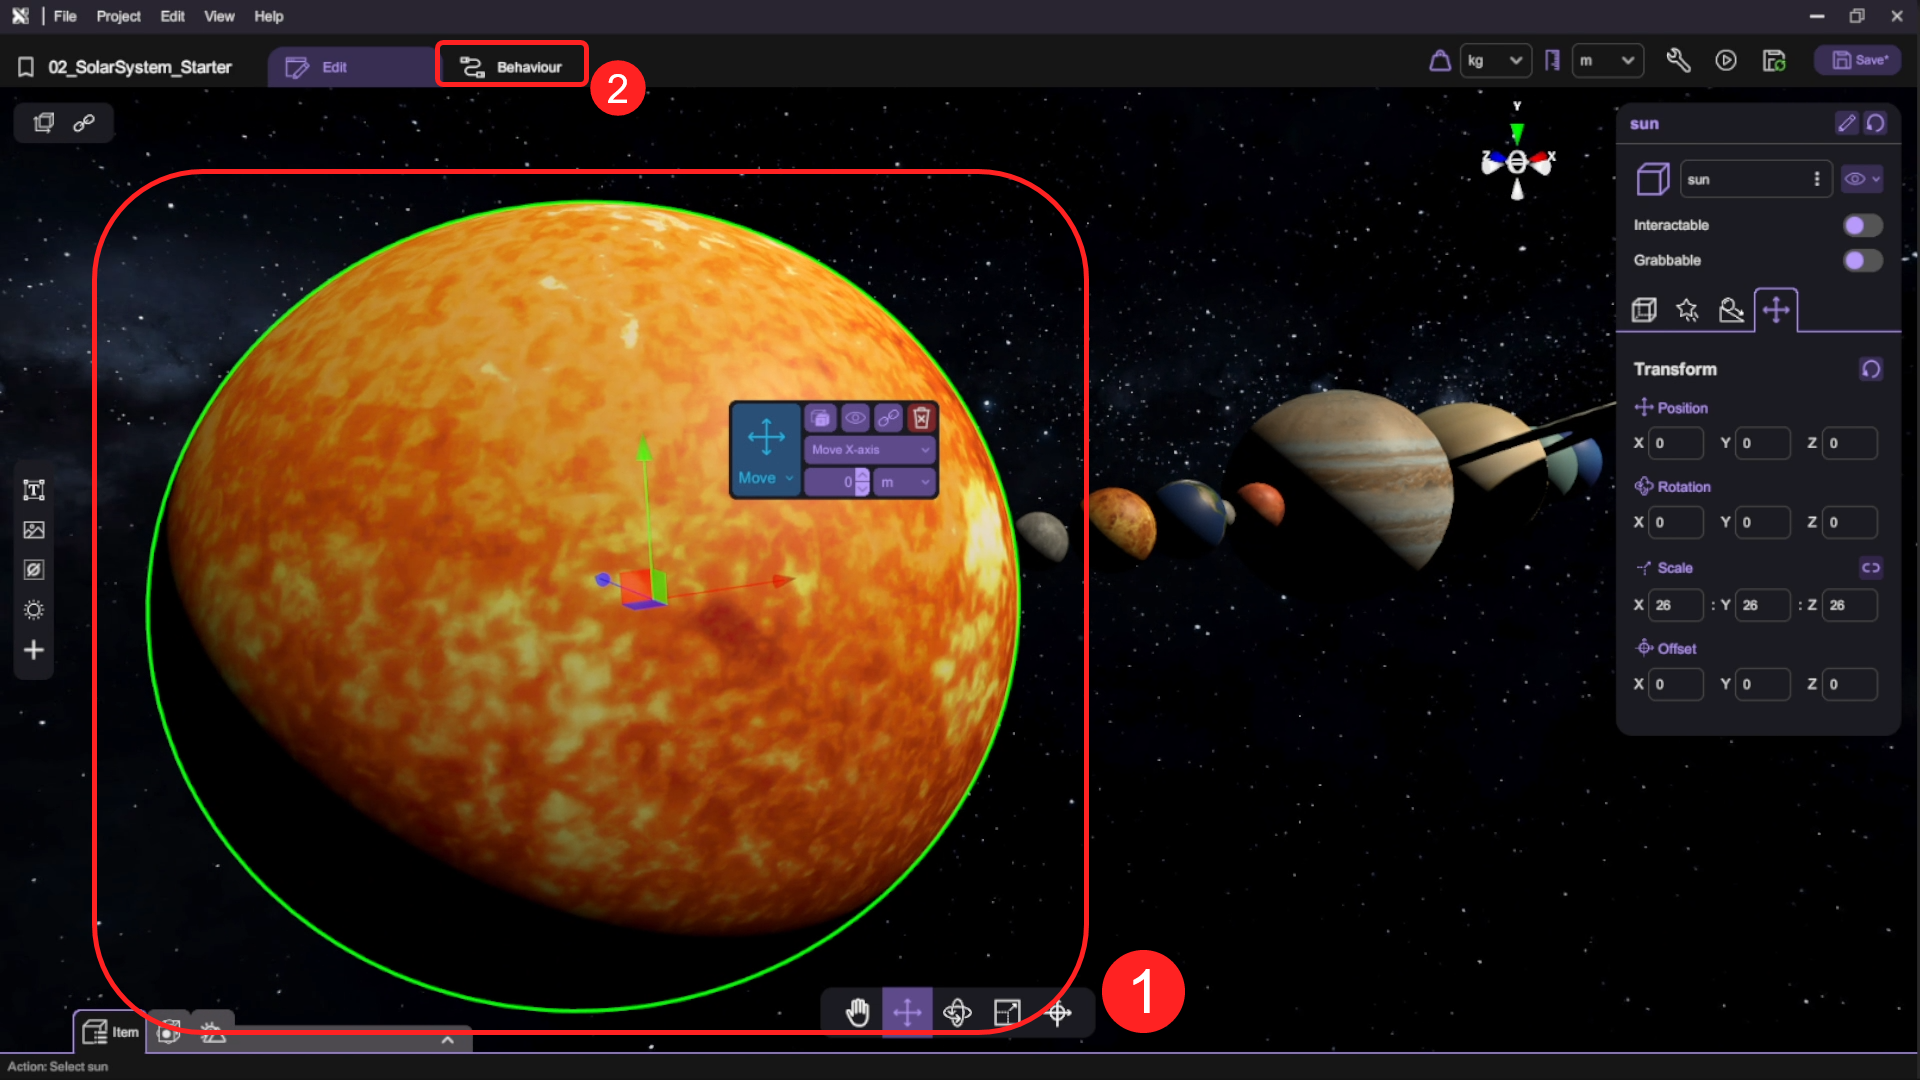 File Project Edit View Help
02_SolarSystem_Starter Edit Behaviour kg m Save*
2
Y
Z X
sun
sun
Interactable
Grabbable
Transform
Position
X 0 Y 0 Z 0
Rotation
X 0 Y 0 Z 0
Scale
X 26 : Y 26 : Z 26
Offset
X 0 Y 0 Z 0
Move X-axis
Move 0 m
T
1
Item
Action: Select sun